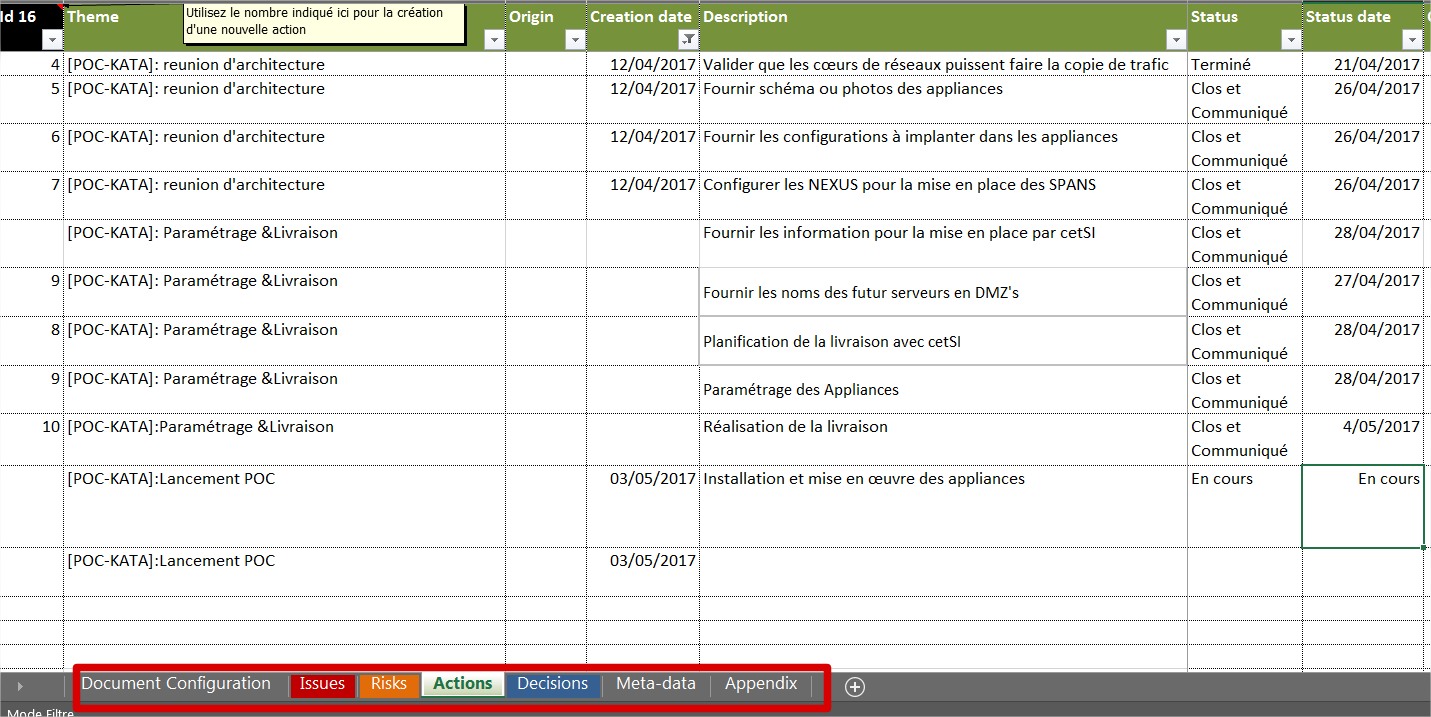 Id 16 Theme Utilisez le nombre indiqué ici pour la création Origin Creation date Description Status Status date
d'une nouvelle action
4 [POC-KATA]: reunion d'architecture 12/04/2017 Valider que les cœurs de réseaux puissent faire la copie de trafic Terminé 21/04/2017
5 [POC-KATA]: reunion d'architecture 12/04/2017 Fournir schéma ou photos des appliances Clos et 26/04/2017
Communiqué
6 [POC-KATA]: reunion d'architecture 12/04/2017 Fournir les configurations à implanter dans les appliances Clos et 26/04/2017
Communiqué
7 [POC-KATA]: reunion d'architecture 12/04/2017 Configurer les NEXUS pour la mise en place des SPANS Clos et 26/04/2017
Communiqué
[POC-KATA]: Paramétrage &Livraison Fournir les information pour la mise en place par cetSI Clos et 28/04/2017
Communiqué
9 [POC-KATA]: Paramétrage &Livraison Clos et 27/04/2017
Fournir les noms des futur serveurs en DMZ's
Communiqué
8 [POC-KATA]: Paramétrage &Livraison Clos et 28/04/2017
Planification de la livraison avec cetSI
Communiqué
9 [POC-KATA]: Paramétrage &Livraison Clos et 28/04/2017
Paramétrage des Appliances
Communiqué
10 [POC-KATA]:Paramétrage &Livraison Réalisation de la livraison Clos et 4/05/2017
Communiqué
[POC-KATA]:Lancement POC 03/05/2017 Installation et mise en œuvre des appliances En cours En cours
[POC-KATA]:Lancement POC 03/05/2017
Document Configuration Issues Risks Actions Decisions Meta-data Appendix
Mode Filtre